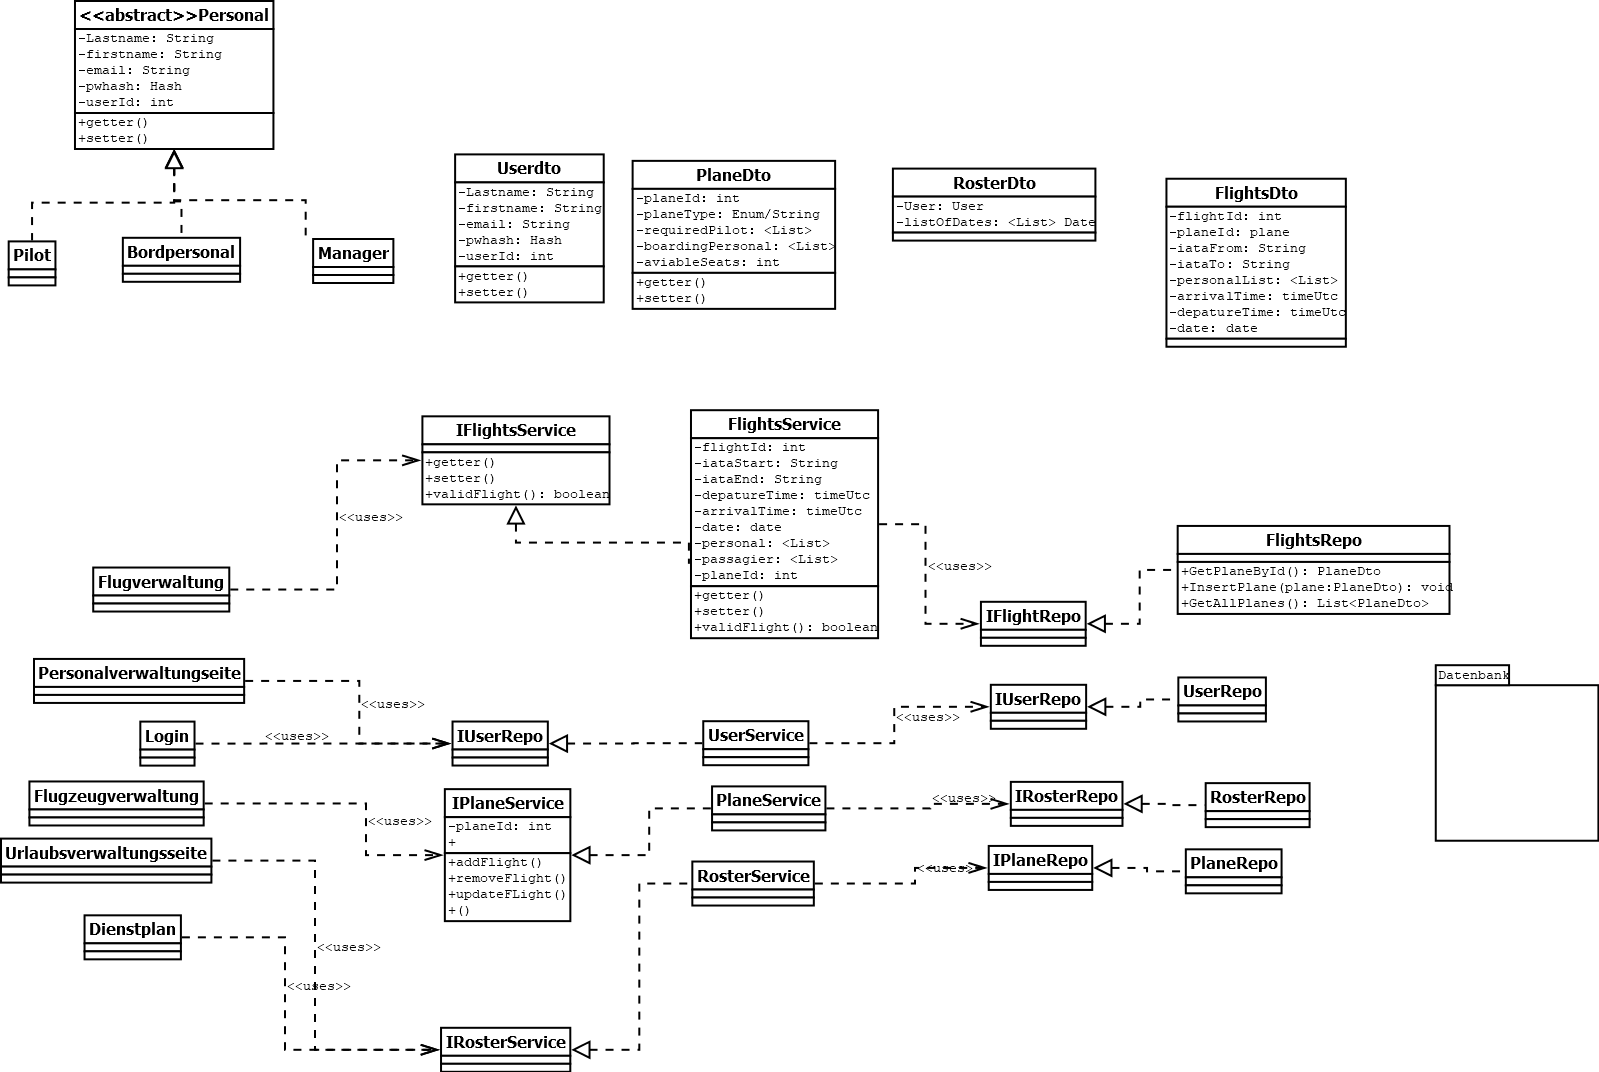 <<abstract>>Personal
-Lastname: String
-firstname: String
-email: String
-pwhash: Hash
-userId: int
+getter()
+setter()
Pilot
Bordpersonal
Manager
Userdto
-Lastname: String
-firstname: String
-email: String
-pwhash: Hash
-userId: int
+getter()
+setter()
PlaneDto
-planeId: int
-planeType: Enum/String
-requiredPilot: <List>
-boardingPersonal: <List>
-aviableSeats: int
+getter()
+setter()
RosterDto
-User: User
-listOfDates: <List> Date
FlightsDto
-flightId: int
-planeId: plane
-iataFrom: String
-iataTo: String
-personalList: <List>
-arrivalTime: timeUtc
-depatureTime: timeUtc
-date: date
IFlightsService
+getter()
+setter()
+validFlight(): boolean
FlightsService
-flightId: int
-iataStart: String
-iataEnd: String
-depatureTime: timeUtc
-arrivalTime: timeUtc
-date: date
-personal: <List>
-passagier: <List>
-planeId: int
+getter()
+setter()
+validFlight(): boolean
<<uses>>
Flugverwaltung
<<uses>>
IFlightRepo
FlightsRepo
+GetPlaneById(): PlaneDto
+InsertPlane(plane:PlaneDto): void
+GetAllPlanes(): List<PlaneDto>
Personalverwaltungseite
<<uses>>
Login
<<uses>>
IUserRepo
UserService
<<uses>>
IUserRepo
UserRepo
Datenbank
Flugzeugverwaltung
<<uses>>
IPlaneService
-planeId: int
+
+addFlight()
+removeFlight()
+updateFLight()
+()
PlaneService
<<uses>>
IRosterRepo
RosterRepo
Urlaubsverwaltungsseite
<<uses>>
RosterService
<<uses>>
IPlaneRepo
PlaneRepo
Dienstplan
<<uses>>
IRosterService